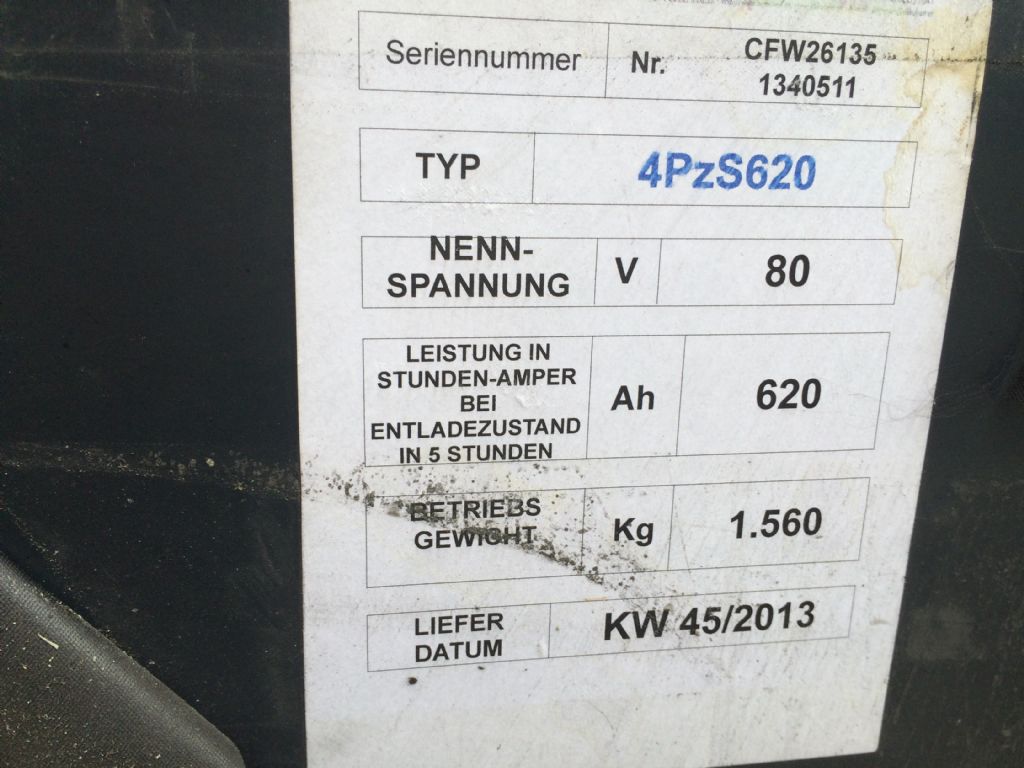 Seriennummer Nr. CFW26135
1340511
TYP 4PzS620
NENN-
SPANNUNG V 80
LEISTUNG IN
STUNDEN-AMPER
BEI
ENTLADEZUSTAND
IN 5 STUNDEN
Ah 620
BETRIEBS
GEWICHT
Kg 1.560
LIEFER
DATUM
KW 45/2013